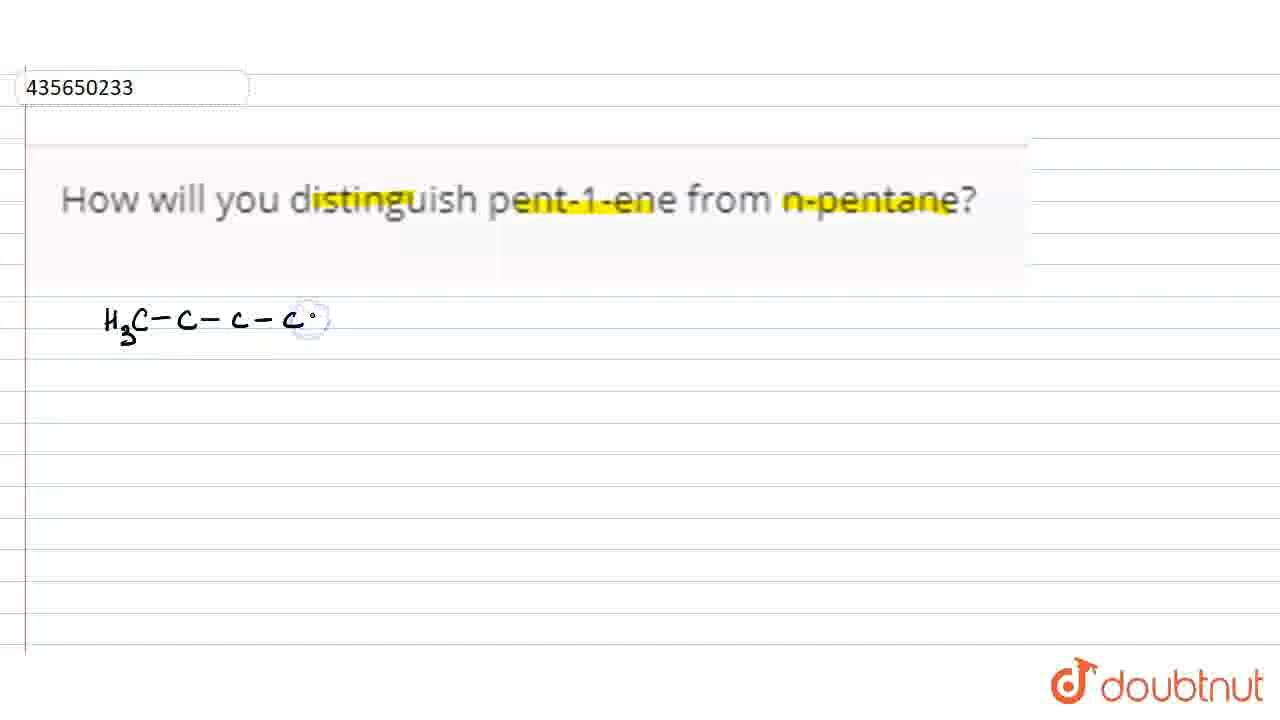 435650233
How will you distinguish pent-1-ene from n-pentane?
H₃C-C-C-C
doubtnut